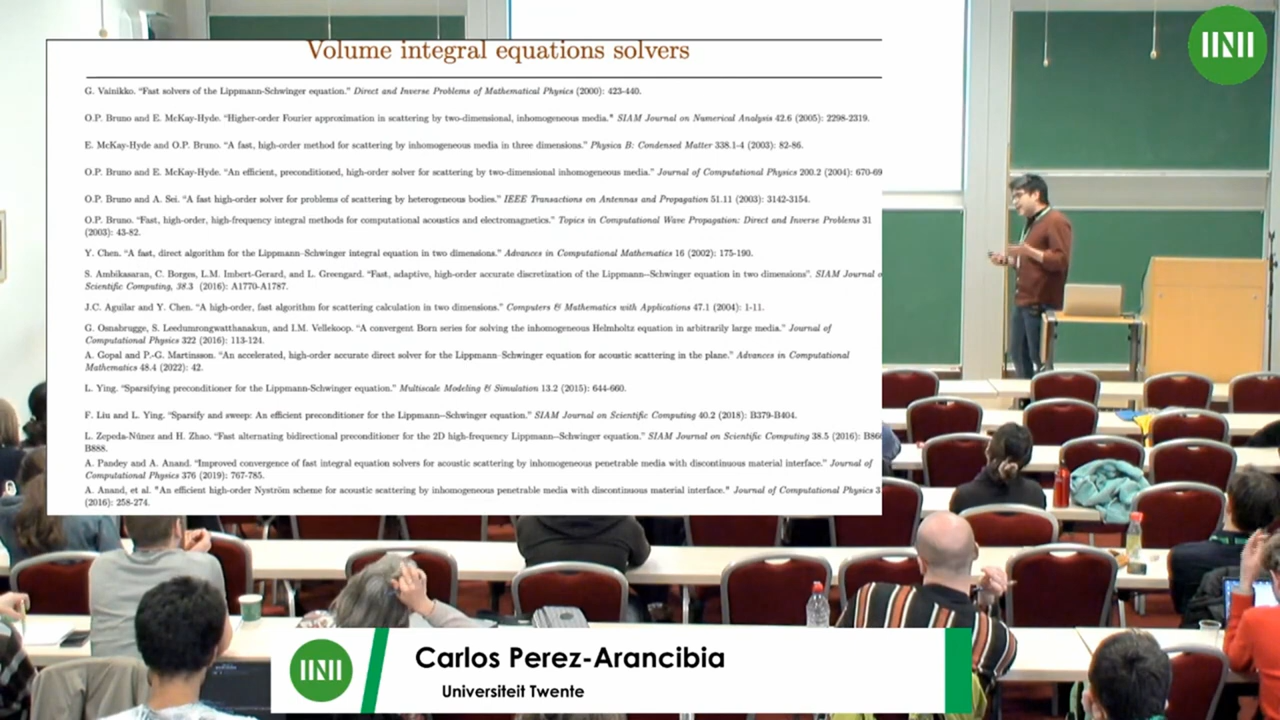 Volume integral equations solvers
G. Vainikko. "Fast solvers of the Lippmann-Schwinger equation." Direct and Inverse Problems of Mathematical Physics (2000): 423-440.
O.P. Bruno and E. McKay-Hyde. "Higher-order Fourier approximation in scattering by two-dimensional, inhomogeneous media." SIAM Journal on Numerical Analysis 42.6 (2005): 2298-2319.
E. McKay-Hyde and O.P. Bruno. "A fast, high-order method for scattering by inhomogeneous media in three dimensions." Physica B: Condensed Matter 338.1-4 (2003): 82-86.
O.P. Bruno and E. McKay-Hyde. "An efficient, preconditioned, high-order solver for scattering by two-dimensional inhomogeneous media." Journal of Computational Physics 200.2 (2004): 670-69
O.P. Bruno and A. Sei. "A fast high-order solver for problems of scattering by heterogeneous bodies." IEEE Transactions on Antennas and Propagation 51.11 (2003): 3142-3154.
O.P. Bruno. "Fast, high-order, high-frequency integral methods for computational acoustics and electromagnetics." Topics in Computational Wave Propagation: Direct and Inverse Problems 31
(2003): 43-82.
Y. Chen. "A fast, direct algorithm for the Lippmann–Schwinger integral equation in two dimensions." Advances in Computational Mathematics 16 (2002): 175-190.
S. Ambikasaran, C. Borges, L.M. Imbert-Gerard, and L. Greengard. "Fast, adaptive, high-order accurate discretization of the Lippmann–Schwinger equation in two dimensions". SIAM Journal o
Scientific Computing, 38.3 (2016): A1770-A1787.
J.C. Aguilar and Y. Chen. "A high-order, fast algorithm for scattering calculation in two dimensions." Computers & Mathematics with Applications 47.1 (2004): 1-11.
G. Osnabrugge, S. Leedumrongwatthanakun, and I.M. Vellekoop. "A convergent Born series for solving the inhomogeneous Helmholtz equation in arbitrarily large media." Journal of
Computational Physics 322 (2016): 113-124.
A. Gopal and P.-G. Martinsson. "An accelerated, high-order accurate direct solver for the Lippmann–Schwinger equation for acoustic scattering in the plane." Advances in Computational
Mathematics 48.4 (2022): 42.
L. Ying. "Sparsifying preconditioner for the Lippmann-Schwinger equation." Multiscale Modeling & Simulation 13.2 (2015): 644-660.
F. Liu and L. Ying. "Sparsify and sweep: An efficient preconditioner for the Lippmann–Schwinger equation." SIAM Journal on Scientific Computing 40.2 (2018): B379-B404.
L. Zepeda-Núnez and H. Zhao. "Fast alternating bidirectional preconditioner for the 2D high-frequency Lippmann–Schwinger equation." SIAM Journal on Scientific Computing 38.5 (2016): B86
B888.
A. Pandey and A. Anand. "Improved convergence of fast integral equation solvers for acoustic scattering by inhomogeneous penetrable media with discontinuous material interface." Journal of
Computational Physics 376 (2019): 767-785.
A. Anand, et al. "An efficient high-order Nyström scheme for acoustic scattering by inhomogeneous penetrable media with discontinuous material interface." Journal of Computational Physics 3
(2016): 258-274.
Carlos Perez-Arancibia
Universiteit Twente